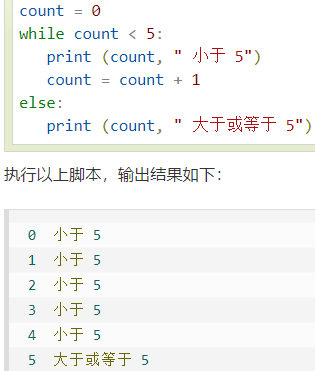 count = 0
while count < 5:
   print (count, " 小于 5")
   count = count + 1
else:
   print (count, " 大于或等于 5")
执行以上脚本，输出结果如下：
0  小于 5
1  小于 5
2  小于 5
3  小于 5
4  小于 5
5  大于或等于 5